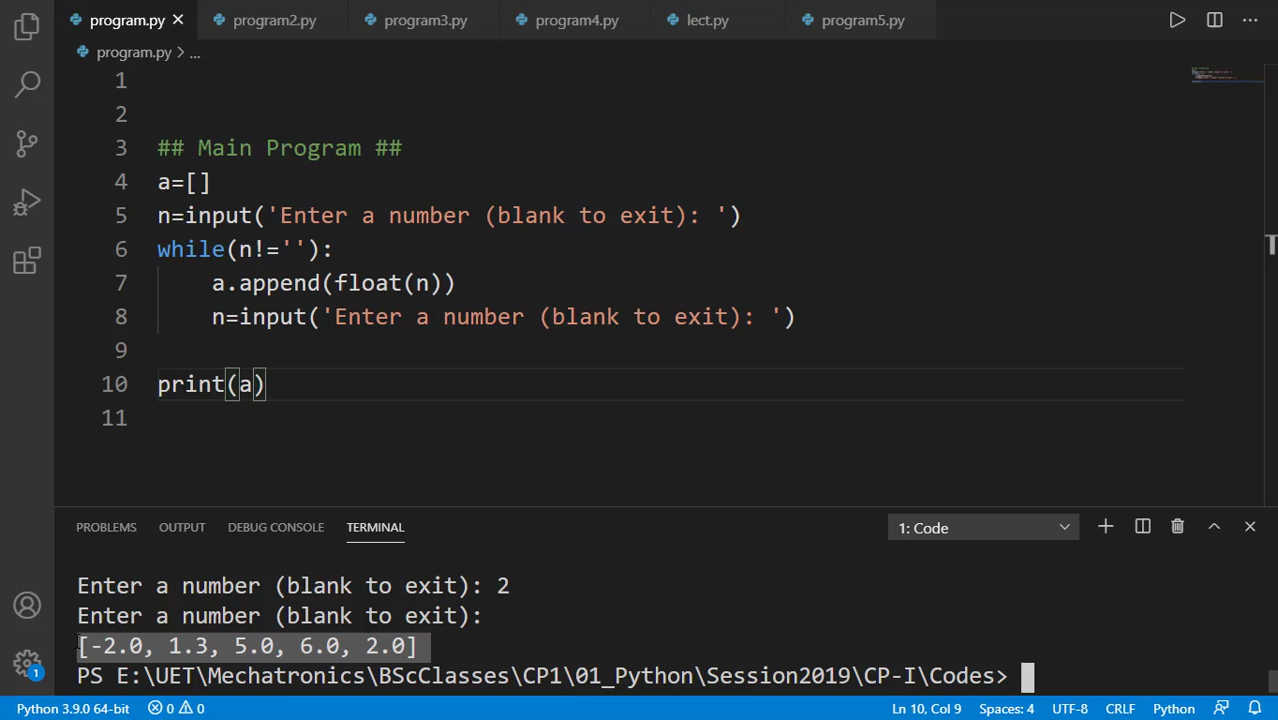 program.py program2.py program3.py program4.py lect.py program5.py
program.py > ...
1
2
3 ## Main Program ##
4 a=[]
5 n=input('Enter a number (blank to exit): ')
6 while(n!=''):
7 a.append(float(n))
8 n=input('Enter a number (blank to exit): ')
9
10 print(a)
11
PROBLEMS OUTPUT DEBUG CONSOLE TERMINAL 1: Code
Enter a number (blank to exit): 2
Enter a number (blank to exit):
[-2.0, 1.3, 5.0, 6.0, 2.0]
PS E:\UET\Mechatronics\BScClasses\CP1\01_Python\Session2019\CP-I\Codes>
1
Python 3.9.0 64-bit 0 0 Ln 10, Col 9 Spaces: 4 UTF-8 CRLF Python